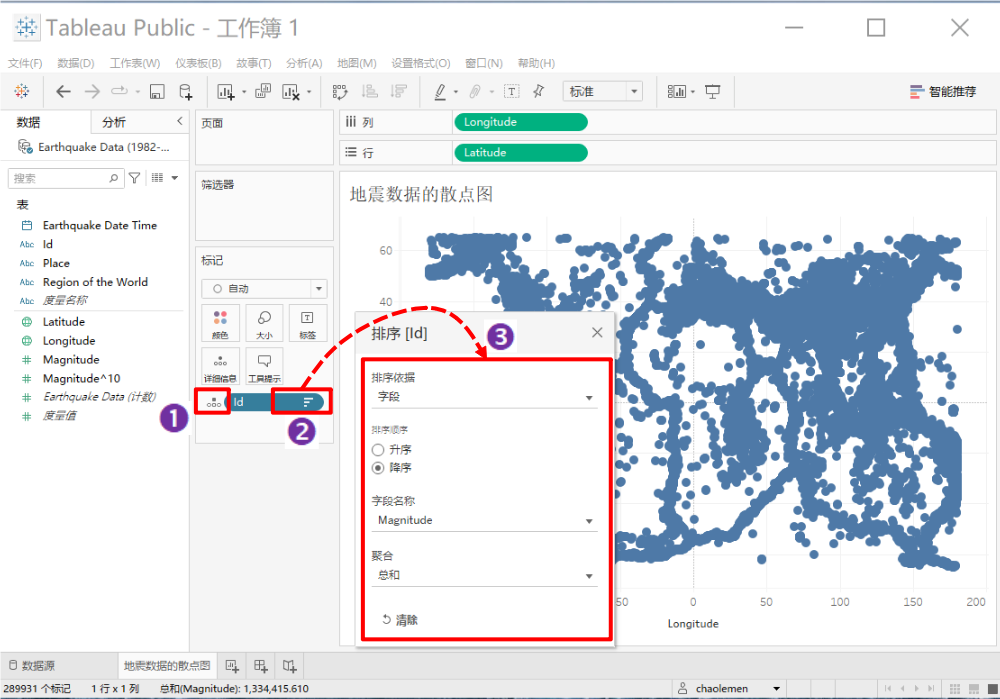 Tableau Public - 工作簿 1
文件(F) 数据(D) 工作表(W) 仪表板(B) 故事(T) 分析(A) 地图(M) 设置格式(O) 窗口(N) 帮助(H)
标准
智能推荐
数据 分析
页面
iii 列 Longitude
Earthquake Data (1982-...
行 Latitude
搜索
筛选器
地震数据的散点图
表
Earthquake Date Time
Abc Id
Abc Place
Abc Region of the World
Abc 度量名称
Latitude
Longitude
Magnitude
Magnitude^10
Earthquake Data (计数)
度量值
标记
自动
颜色 大小 标签
详细信息 工具提示
Id
1
2
3
60
40
排序 [Id]
排序依据
字段
排序顺序
升序
降序
字段名称
Magnitude
聚合
总和
清除
50 0 50 100 150 200
Longitude
数据源 地震数据的散点图
289931 个标记 1 行 x 1 列 总和(Magnitude): 1,334,415.610 chaolemen